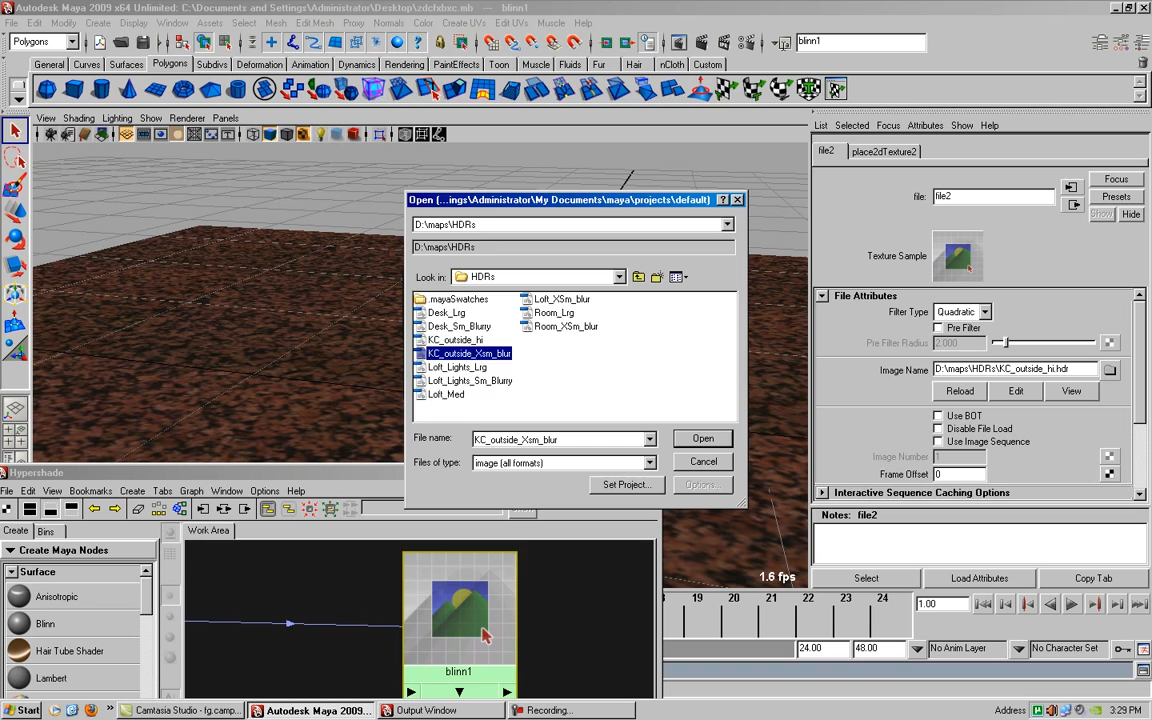 Autodesk Maya 2009 x64 Unlimited: C:\Documents and Settings\Administrator\Desktop\zdcfxbxc.mb --- blinn1
File Edit Modify Create Display Window Assets Select Mesh Edit Mesh Proxy Normals Color Create UVs Edit UVs Muscle Help
Polygons
blinn1
General Curves Surfaces Polygons Subdivs Deformation Animation Dynamics Rendering PaintEffects Toon Muscle Fluids Fur Hair nCloth Custom
View Shading Lighting Show Renderer Panels
List Selected Focus Attributes Show Help
file2 place2dTexture2
Focus
file: file2
Presets
Show Hide
Texture Sample
File Attributes
Filter Type Quadratic
Pre Filter
Pre Filter Radius 2.000
Image Name D:\maps\HDRs\KC_outside_hi.hdr
Reload Edit View
Use BOT
Disable File Load
Use Image Sequence
Image Number 1
Frame Offset 0
Interactive Sequence Caching Options
Notes: file2
Select Load Attributes Copy Tab
Open (...ings\Administrator\My Documents\maya\projects\default)
D:\maps\HDRs
D:\maps\HDRs
Look in: HDRs
.mayaSwatches
Desk_Lrg
Desk_Sm_Blurry
KC_outside_hi
KC_outside_Xsm_blur
Loft_Lights_Lrg
Loft_Lights_Sm_Blurry
Loft_Med
Loft_XSm_blur
Room_Lrg
Room_XSm_blur
File name: KC_outside_Xsm_blur Open
Files of type: image (all formats) Cancel
Set Project... Options...
Hypershade
File Edit View Bookmarks Create Tabs Graph Window Options Help
Show
Create Bins Work Area
Create Maya Nodes
Surface
Anisotropic
Blinn
Hair Tube Shader
Lambert
blinn1
1.6 fps
19 20 21 22 23 24 1.00
24.00 48.00 No Anim Layer No Character Set
Start Camtasia Studio - fg.camp... Autodesk Maya 2009... Output Window Recording... Address 3:29 PM